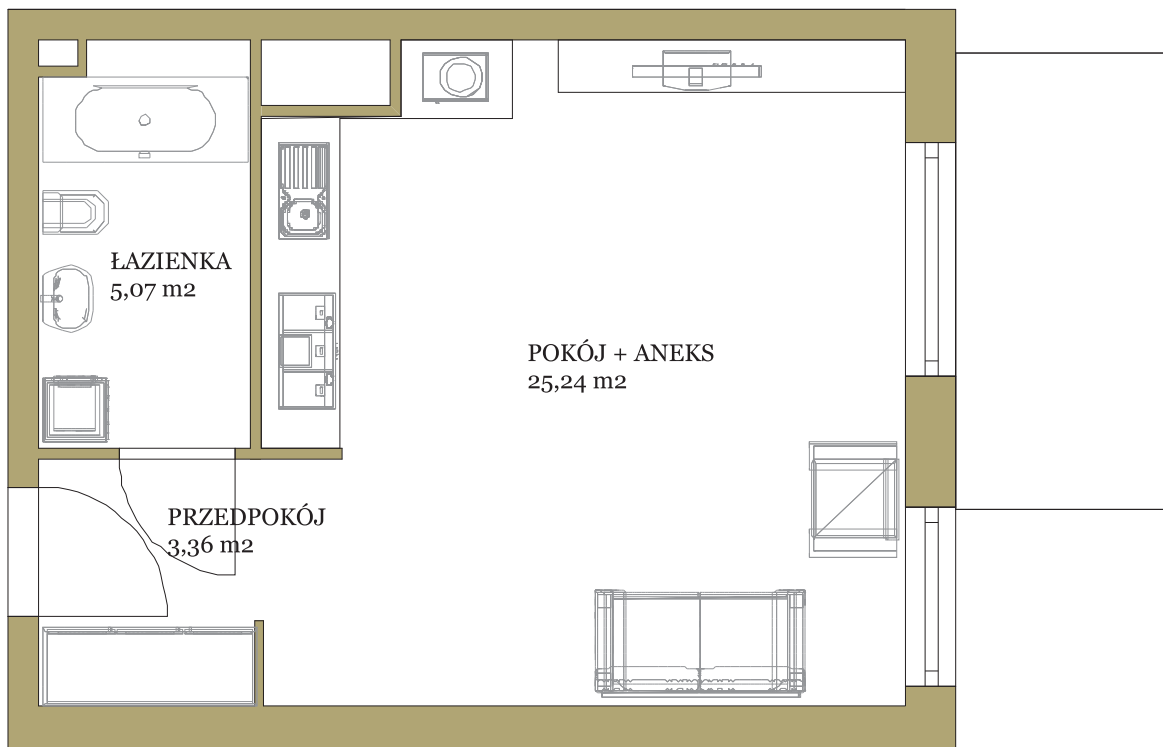 ŁAZIENKA
5,07 m2
POKÓJ + ANEKS
25,24 m2
PRZEDPOKÓJ
3,36 m2